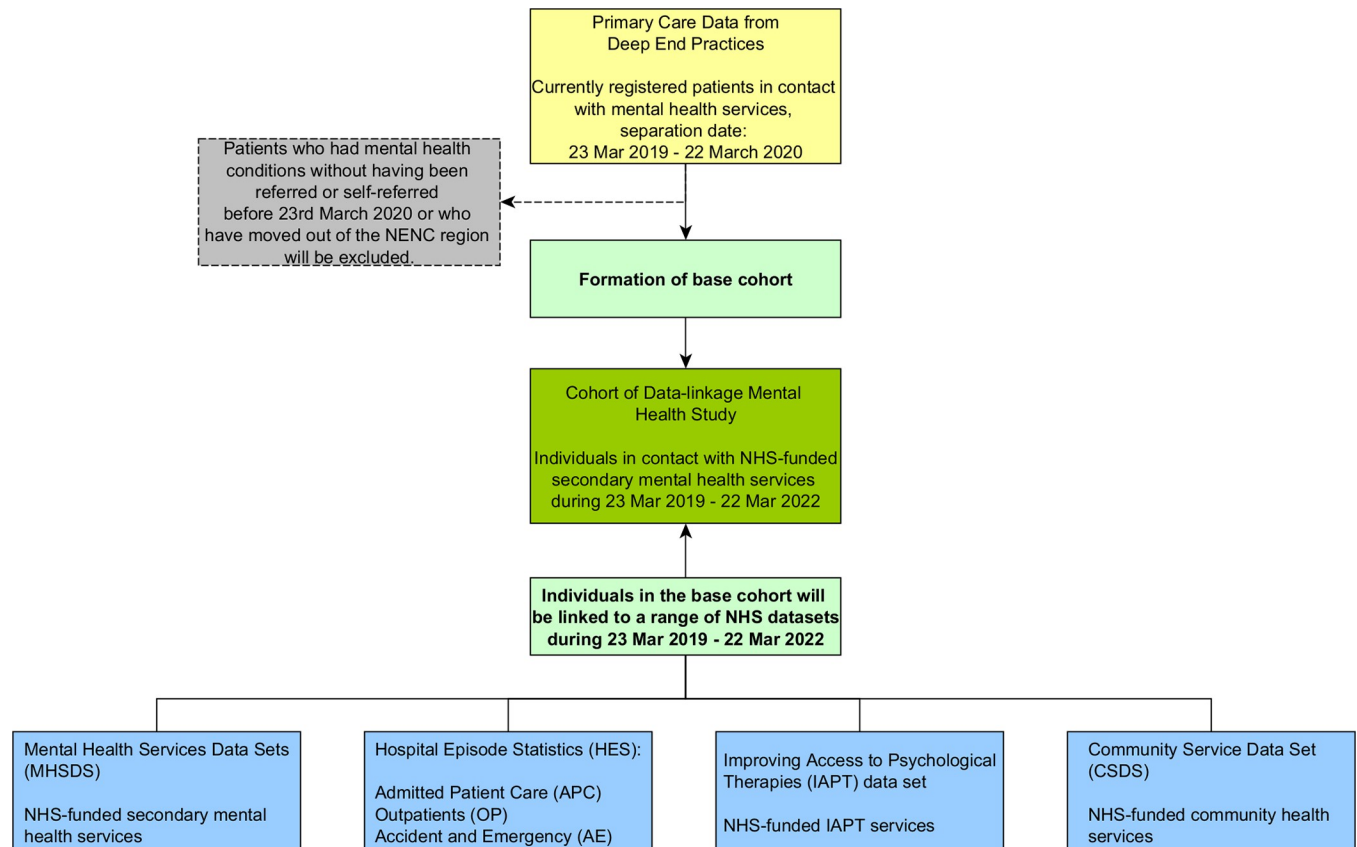 Primary Care Data from
Deep End Practices
Currently registered patients in contact
with mental health services,
separation date:
23 Mar 2019 - 22 March 2020
Patients who had mental health
conditions without having been
referred or self-referred
before 23rd March 2020 or who
have moved out of the NENC region
will be excluded.
Formation of base cohort
Cohort of Data-linkage Mental
Health Study
Individuals in contact with NHS-funded
secondary mental health services
during 23 Mar 2019 - 22 Mar 2022
Individuals in the base cohort will
be linked to a range of NHS datasets
during 23 Mar 2019 - 22 Mar 2022
Mental Health Services Data Sets
(MHSDS)
NHS-funded secondary mental
health services
Hospital Episode Statistics (HES):
Admitted Patient Care (APC)
Outpatients (OP)
Accident and Emergency (AE)
Improving Access to Psychological
Therapies (IAPT) data set
NHS-funded IAPT services
Community Service Data Set
(CSDS)
NHS-funded community health
services